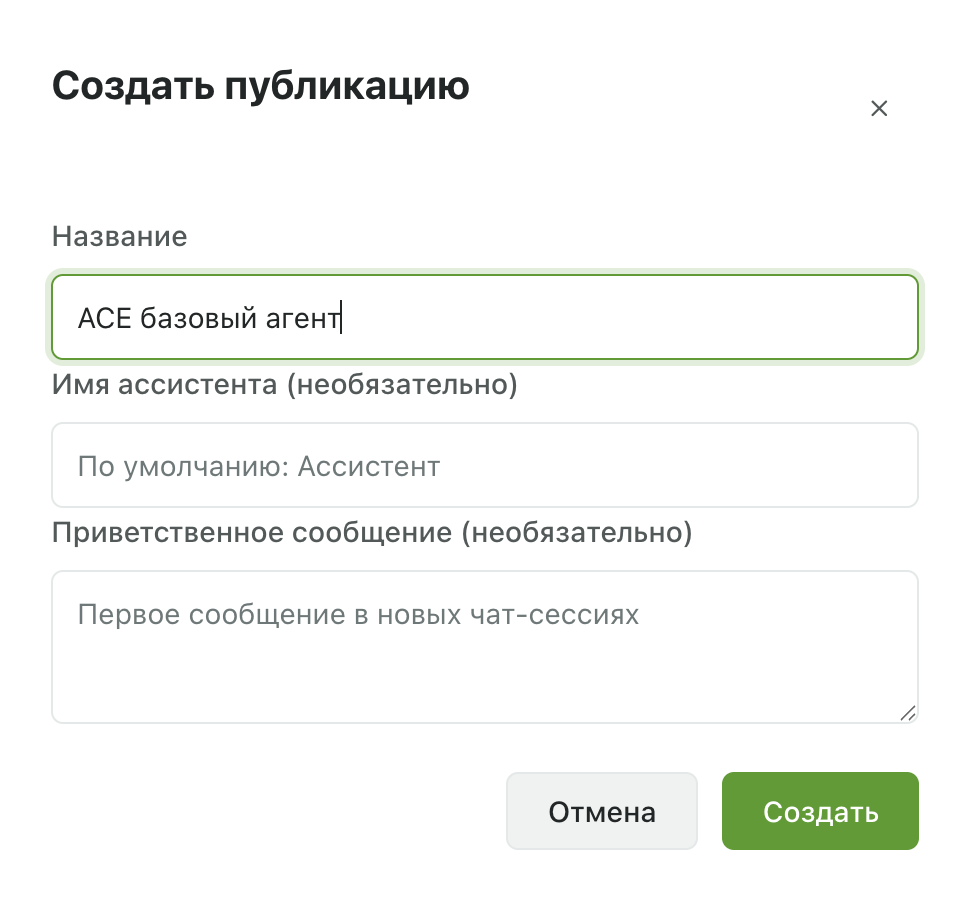 Создать публикацию
Название
ACE базовый агент
Имя ассистента (необязательно)
По умолчанию: Ассистент
Приветственное сообщение (необязательно)
Первое сообщение в новых чат-сессиях
Отмена
Создать